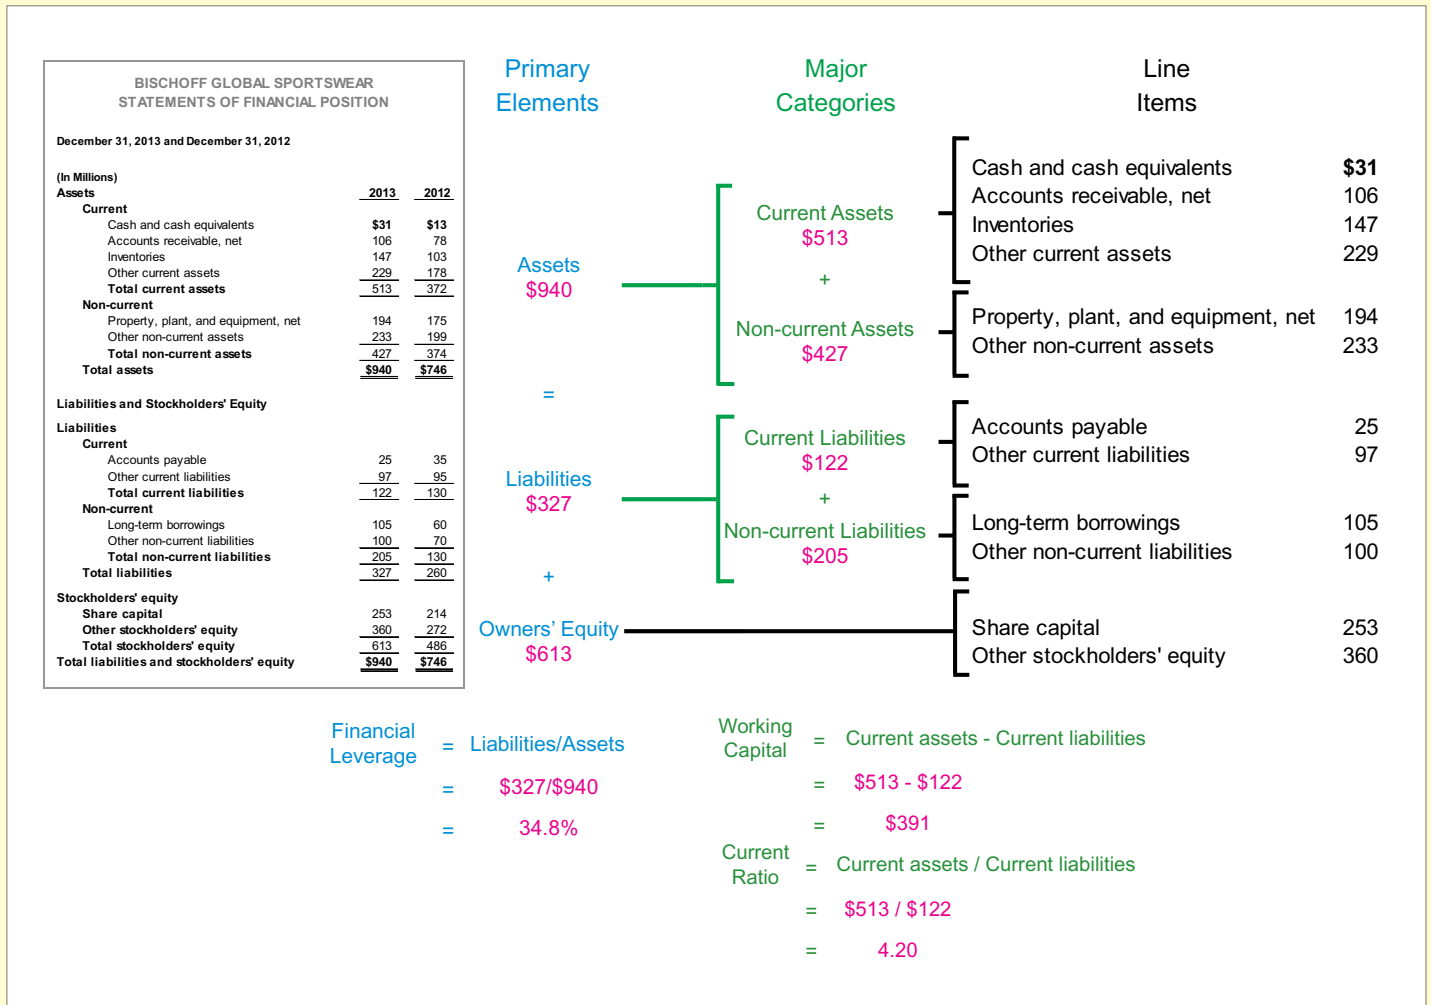 BISCHOFF GLOBAL SPORTSWEAR
STATEMENTS OF FINANCIAL POSITION
December 31, 2013 and December 31, 2012
(In Millions)
Assets 2013 2012
Current
Cash and cash equivalents $31 $13
Accounts receivable, net 106 78
Inventories 147 103
Other current assets 229 178
Total current assets 513 372
Non-current
Property, plant, and equipment, net 194 175
Other non-current assets 233 199
Total non-current assets 427 374
Total assets $940 $746
Liabilities and Stockholders' Equity
Liabilities
Current
Accounts payable 25 35
Other current liabilities 97 95
Total current liabilities 122 130
Non-current
Long-term borrowings 105 60
Other non-current liabilities 100 70
Total non-current liabilities 205 130
Total liabilities 327 260
Stockholders' equity
Share capital 253 214
Other stockholders' equity 360 272
Total stockholders' equity 613 486
Total liabilities and stockholders' equity $940 $746
Primary
Elements
Assets
$940
=
Liabilities
$327
+
Owners’ Equity
$613
Major
Categories
Current Assets
$513
+
Non-current Assets
$427
Current Liabilities
$122
+
Non-current Liabilities
$205
Line
Items
Cash and cash equivalents $31
Accounts receivable, net 106
Inventories 147
Other current assets 229
Property, plant, and equipment, net 194
Other non-current assets 233
Accounts payable 25
Other current liabilities 97
Long-term borrowings 105
Other non-current liabilities 100
Share capital 253
Other stockholders' equity 360
Financial
Leverage = Liabilities/Assets
= $327/$940
= 34.8%
Working
Capital = Current assets - Current liabilities
= $513 - $122
= $391
Current
Ratio = Current assets / Current liabilities
= $513 / $122
= 4.20